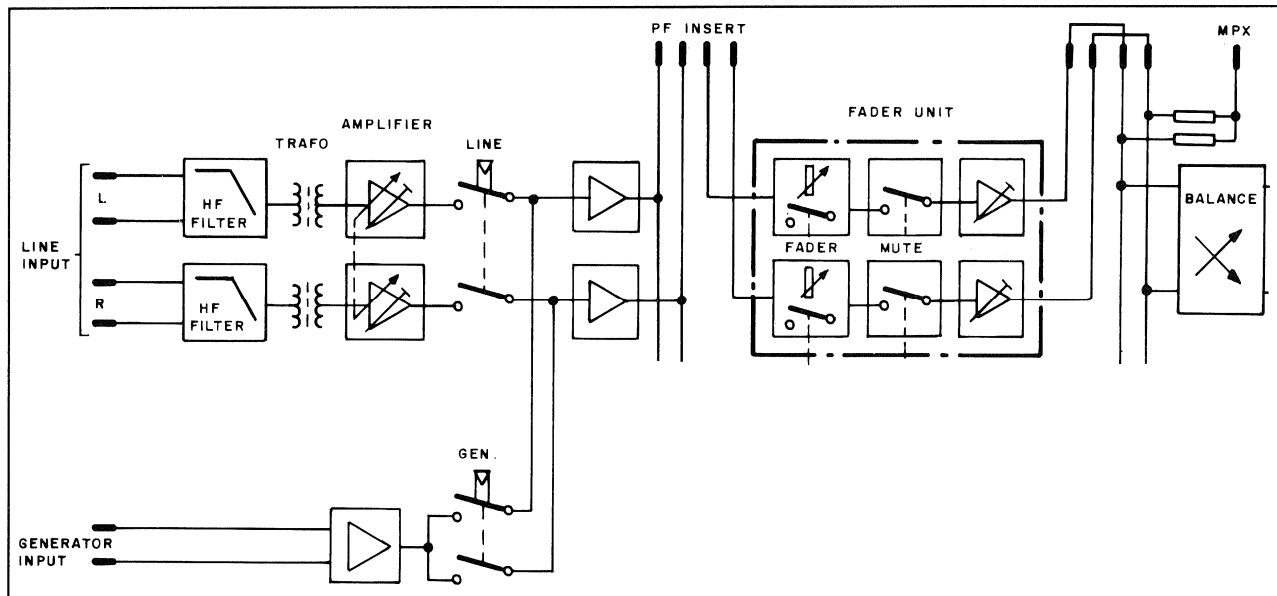 PF INSERT
MPX
FADER UNIT
AMPLIFIER
TRAFO
LINE
L
HF
FILTER
BALANCE
LINE
INPUT
FADER
MUTE
R
HF
FILTER
GEN.
GENERATOR
INPUT